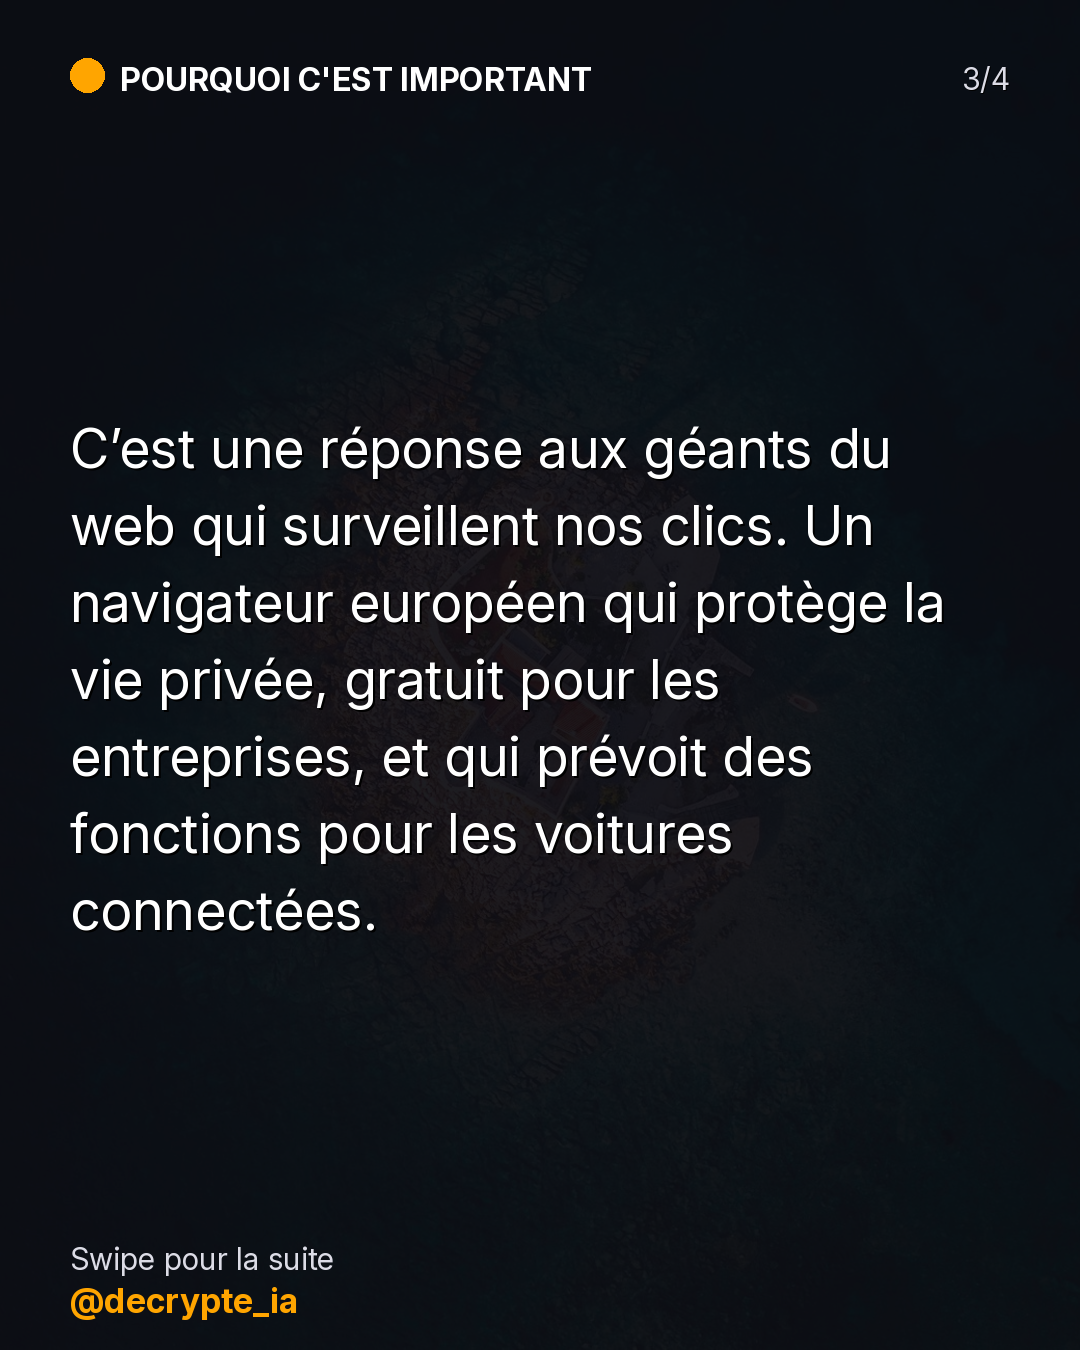 POURQUOI C'EST IMPORTANT
3/4
C’est une réponse aux géants du
web qui surveillent nos clics. Un
navigateur européen qui protège la
vie privée, gratuit pour les
entreprises, et qui prévoit des
fonctions pour les voitures
connectées.
Swipe pour la suite
@decrypte_ia